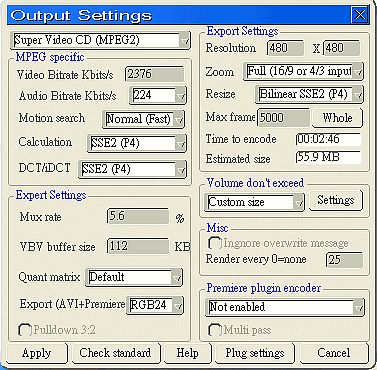 Output Settings
Super Video CD (MPEG2)
MPEG specific
Video Bitrate Kbits/s 2376
Audio Bitrate Kbits/s 224
Motion search Normal (Fast)
Calculation SSE2 (P4)
DCT/iDCT SSE2 (P4)
Expert Settings
Mux rate 5.6 %
VBV buffer size 112 KB
Quant matrix Default
Export (AVI+Premiere RGB24
Pulldown 3:2
Export Settings
Resolution 480 X 480
Zoom Full (16/9 or 4/3 input
Resize Bilinear SSE2 (P4)
Max frame 5000 Whole
Time to encode 00:02:46
Estimated size 55.9 MB
Volume don't exceed
Custom size Settings
Misc
Ingnore overwrite message
Render every 0=none 25
Premiere plugin encoder
Not enabled
Multi pass
Apply Check standard Help Plug settings Cancel